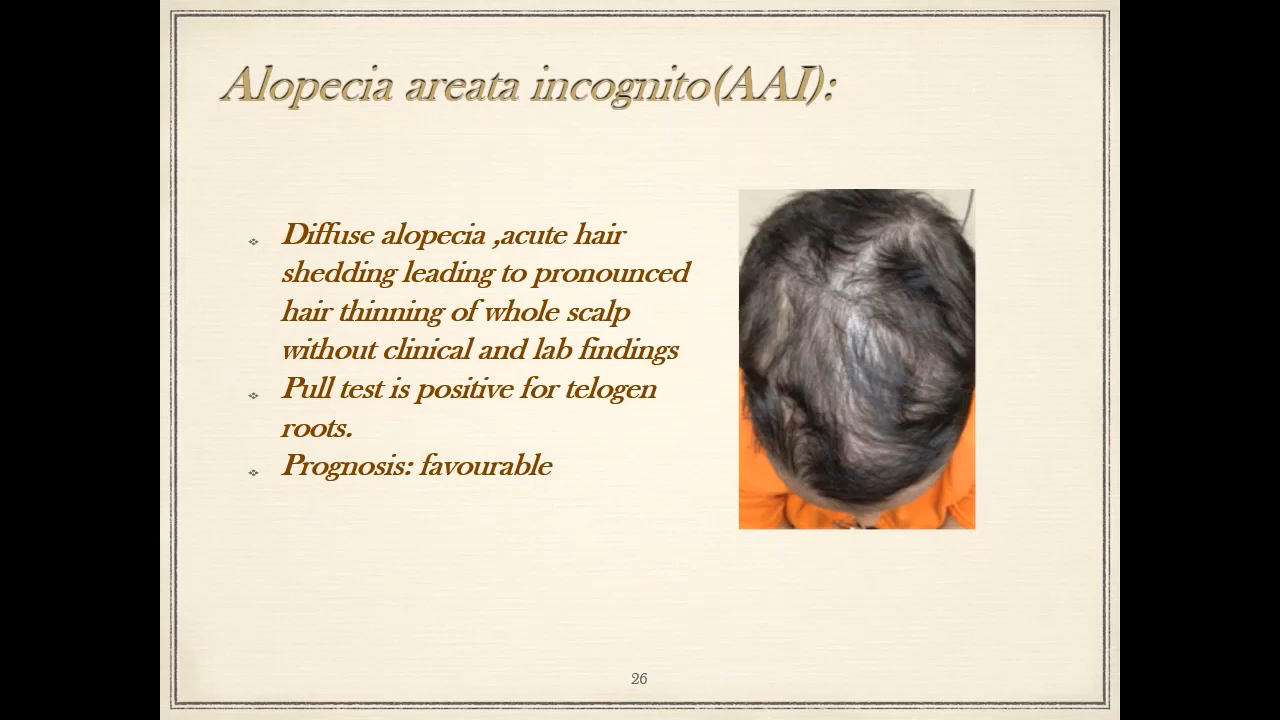 Alopecia areata incognito(AAI):
Diffuse alopecia ,acute hair
shedding leading to pronounced
hair thinning of whole scalp
without clinical and lab findings
Pull test is positive for telogen
roots.
Prognosis: favourable
26